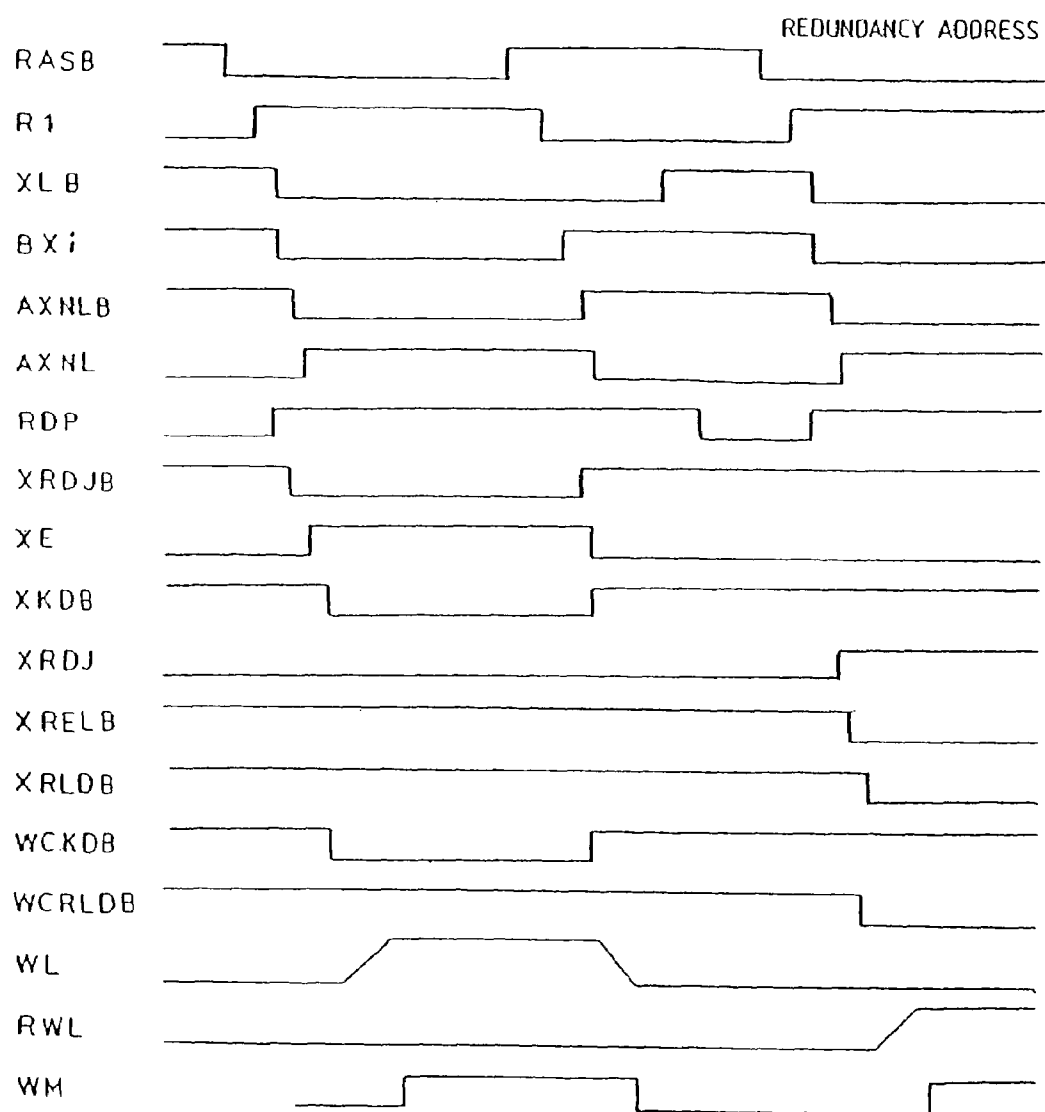 REDUNDANCY ADDRESS
RASB
R1
XLB
BXi
AXNLB
AXNL
RDP
XRDJB
XE
XKDB
XRDJ
XRELB
XRLDB
WCKDB
WCRLDB
WL
RWL
WM